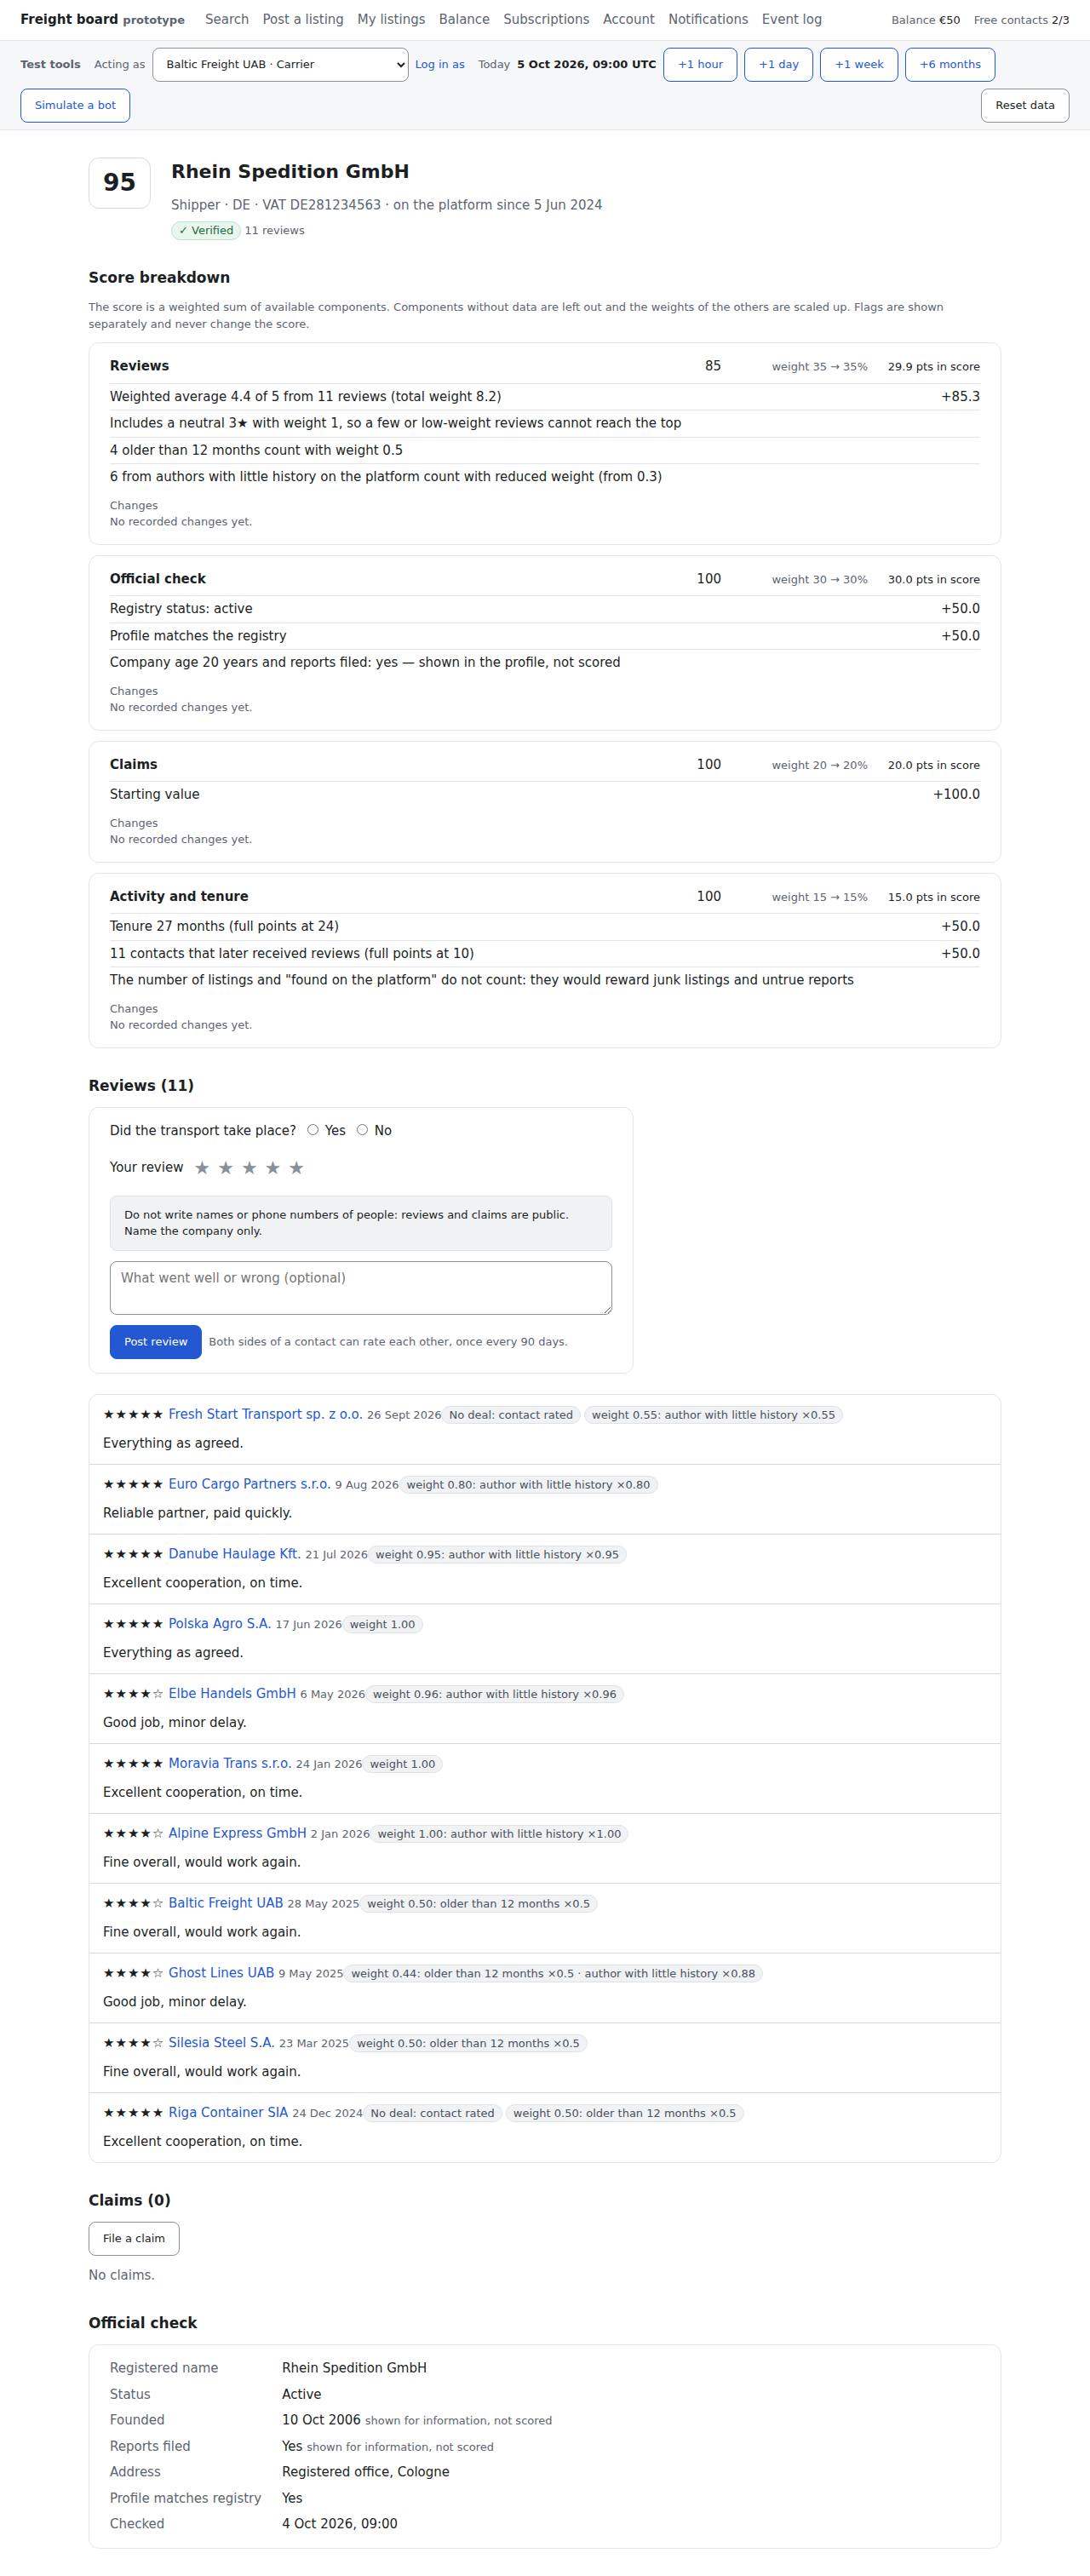 Freight board prototype Search Post a listing My listings Balance Subscriptions Account Notifications Event log Balance €50 Free contacts 2/3
Test tools Acting as Baltic Freight UAB · Carrier Log in as Today 5 Oct 2026, 09:00 UTC +1 hour +1 day +1 week +6 months
Simulate a bot Reset data
95 Rhein Spedition GmbH
Shipper · DE · VAT DE281234563 · on the platform since 5 Jun 2024
✓ Verified 11 reviews
Score breakdown
The score is a weighted sum of available components. Components without data are left out and the weights of the others are scaled up. Flags are shown
separately and never change the score.
Reviews 85 weight 35 → 35% 29.9 pts in score
Weighted average 4.4 of 5 from 11 reviews (total weight 8.2) +85.3
Includes a neutral 3★ with weight 1, so a few or low-weight reviews cannot reach the top
4 older than 12 months count with weight 0.5
6 from authors with little history on the platform count with reduced weight (from 0.3)
Changes
No recorded changes yet.
Official check 100 weight 30 → 30% 30.0 pts in score
Registry status: active +50.0
Profile matches the registry +50.0
Company age 20 years and reports filed: yes — shown in the profile, not scored
Changes
No recorded changes yet.
Claims 100 weight 20 → 20% 20.0 pts in score
Starting value +100.0
Changes
No recorded changes yet.
Activity and tenure 100 weight 15 → 15% 15.0 pts in score
Tenure 27 months (full points at 24) +50.0
11 contacts that later received reviews (full points at 10) +50.0
The number of listings and "found on the platform" do not count: they would reward junk listings and untrue reports
Changes
No recorded changes yet.
Reviews (11)
Did the transport take place? Yes No
Your review ★ ★ ★ ★ ★
Do not write names or phone numbers of people: reviews and claims are public.
Name the company only.
What went well or wrong (optional)
Post review Both sides of a contact can rate each other, once every 90 days.
★★★★★ Fresh Start Transport sp. z o.o. 26 Sept 2026 No deal: contact rated weight 0.55: author with little history ×0.55
Everything as agreed.
★★★★★ Euro Cargo Partners s.r.o. 9 Aug 2026 weight 0.80: author with little history ×0.80
Reliable partner, paid quickly.
★★★★★ Danube Haulage Kft. 21 Jul 2026 weight 0.95: author with little history ×0.95
Excellent cooperation, on time.
★★★★★ Polska Agro S.A. 17 Jun 2026 weight 1.00
Everything as agreed.
★★★★☆ Elbe Handels GmbH 6 May 2026 weight 0.96: author with little history ×0.96
Good job, minor delay.
★★★★★ Moravia Trans s.r.o. 24 Jan 2026 weight 1.00
Excellent cooperation, on time.
★★★★☆ Alpine Express GmbH 2 Jan 2026 weight 1.00: author with little history ×1.00
Fine overall, would work again.
★★★★☆ Baltic Freight UAB 28 May 2025 weight 0.50: older than 12 months ×0.5
Fine overall, would work again.
★★★★☆ Ghost Lines UAB 9 May 2025 weight 0.44: older than 12 months ×0.5 · author with little history ×0.88
Good job, minor delay.
★★★★☆ Silesia Steel S.A. 23 Mar 2025 weight 0.50: older than 12 months ×0.5
Fine overall, would work again.
★★★★★ Riga Container SIA 24 Dec 2024 No deal: contact rated weight 0.50: older than 12 months ×0.5
Excellent cooperation, on time.
Claims (0)
File a claim
No claims.
Official check
Registered name Rhein Spedition GmbH
Status Active
Founded 10 Oct 2006 shown for information, not scored
Reports filed Yes shown for information, not scored
Address Registered office, Cologne
Profile matches registry Yes
Checked 4 Oct 2026, 09:00